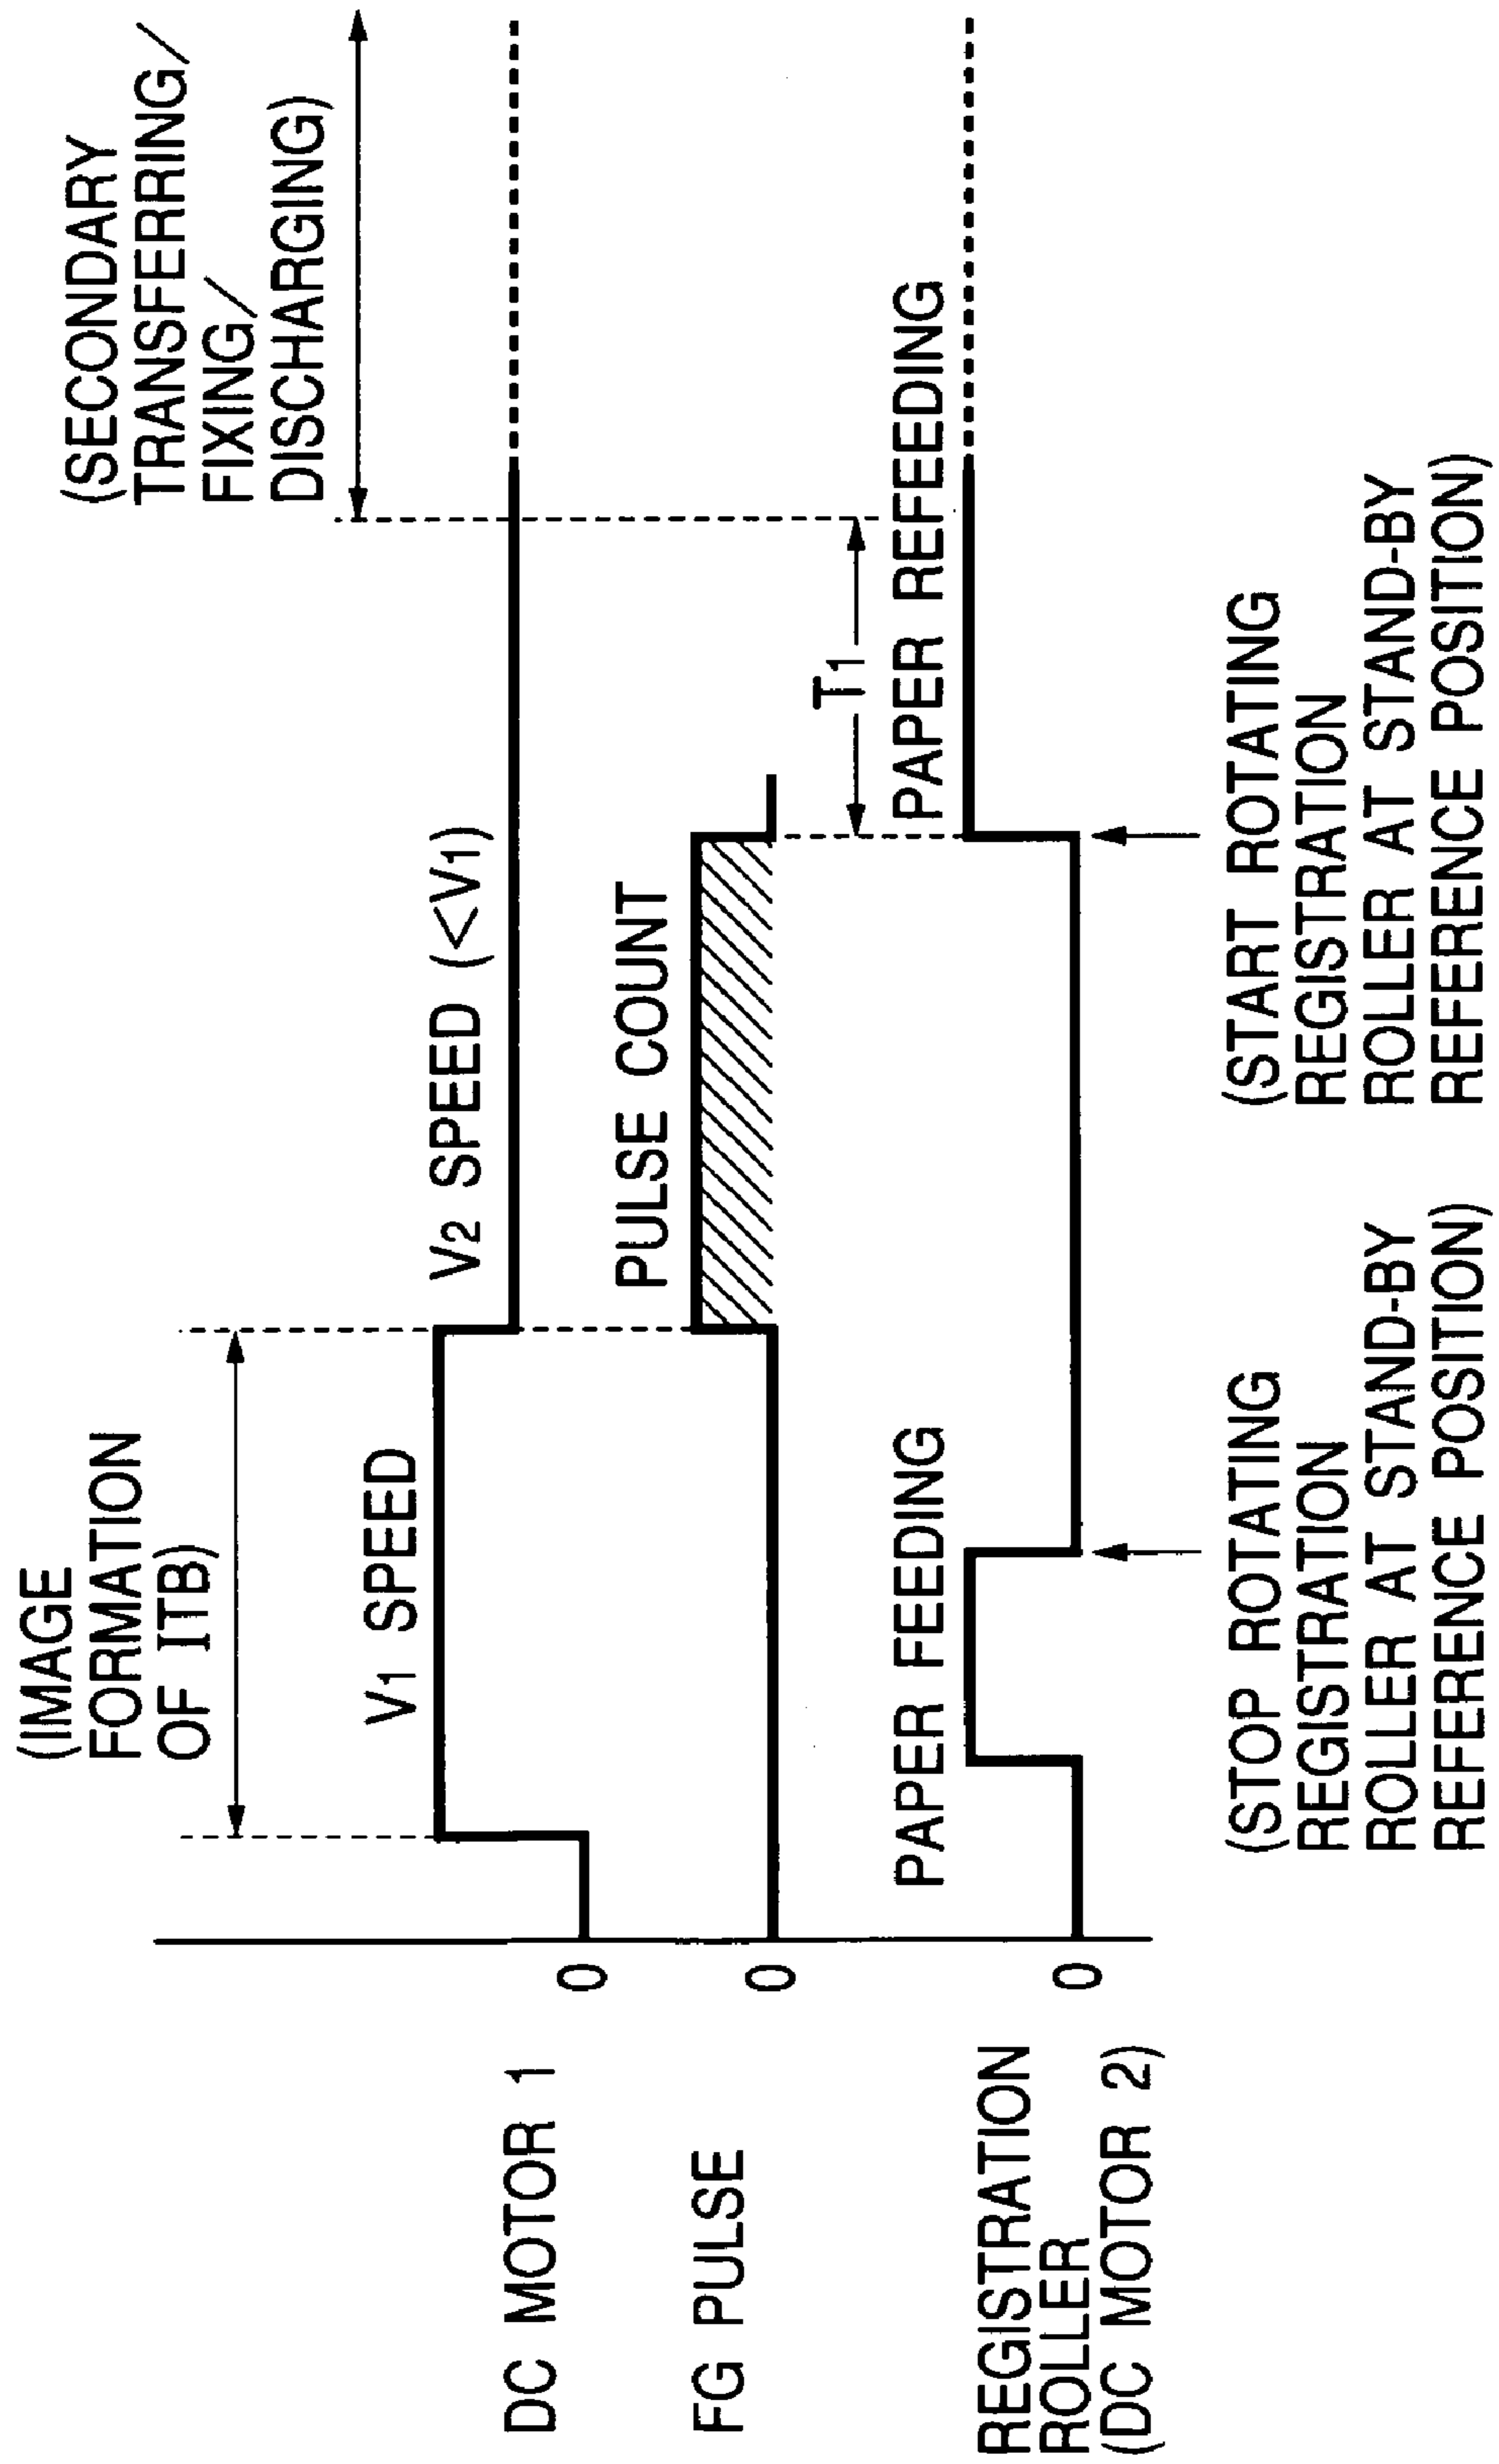 (IMAGE
FORMATION
OF ITB)
(SECONDARY
TRANSFERRING/
FIXING/
DISCHARGING)
V1 SPEED
V2 SPEED (<V1)
DC MOTOR 1
0
PULSE COUNT
FG PULSE
0
T1
PAPER FEEDING
PAPER REFEEDING
REGISTRATION
ROLLER
(DC MOTOR 2)
0
(STOP ROTATING
REGISTRATION
ROLLER AT STAND-BY
REFERENCE POSITION)
(START ROTATING
REGISTRATION
ROLLER AT STAND-BY
REFERENCE POSITION)